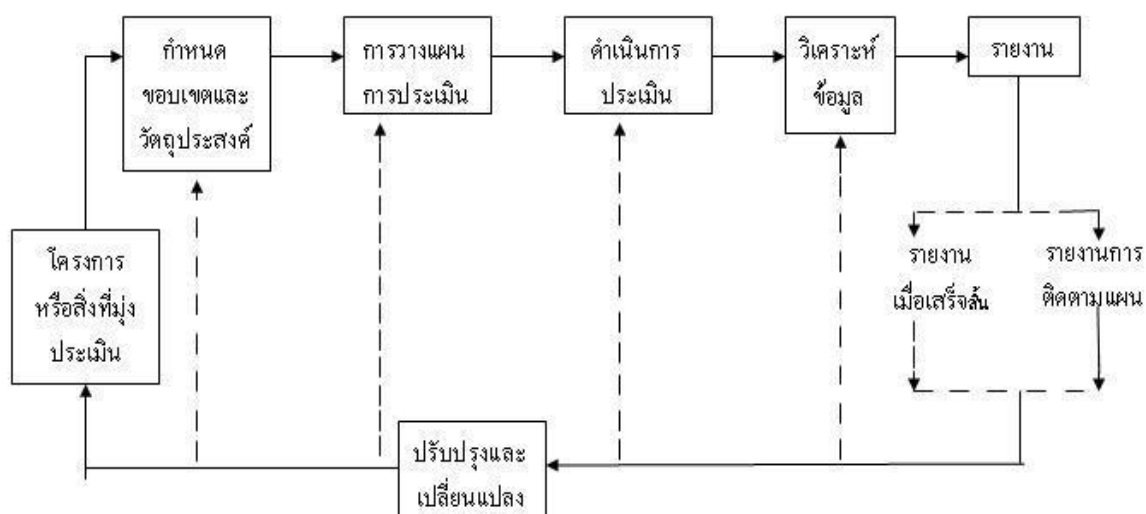 กำหนด
ขอบเขตและ
วัตถุประสงค์
การวางแผน
การประเมิน
ดำเนินการ
ประเมิน
วิเคราะห์
ข้อมูล
รายงาน
โครงการ
หรือสิ่งที่มุ่ง
ประเมิน
รายงาน
เมื่อเสร็จสิ้น
รายงานการ
ติดตามแผน
ปรับปรุงและ
เปลี่ยนแปลง